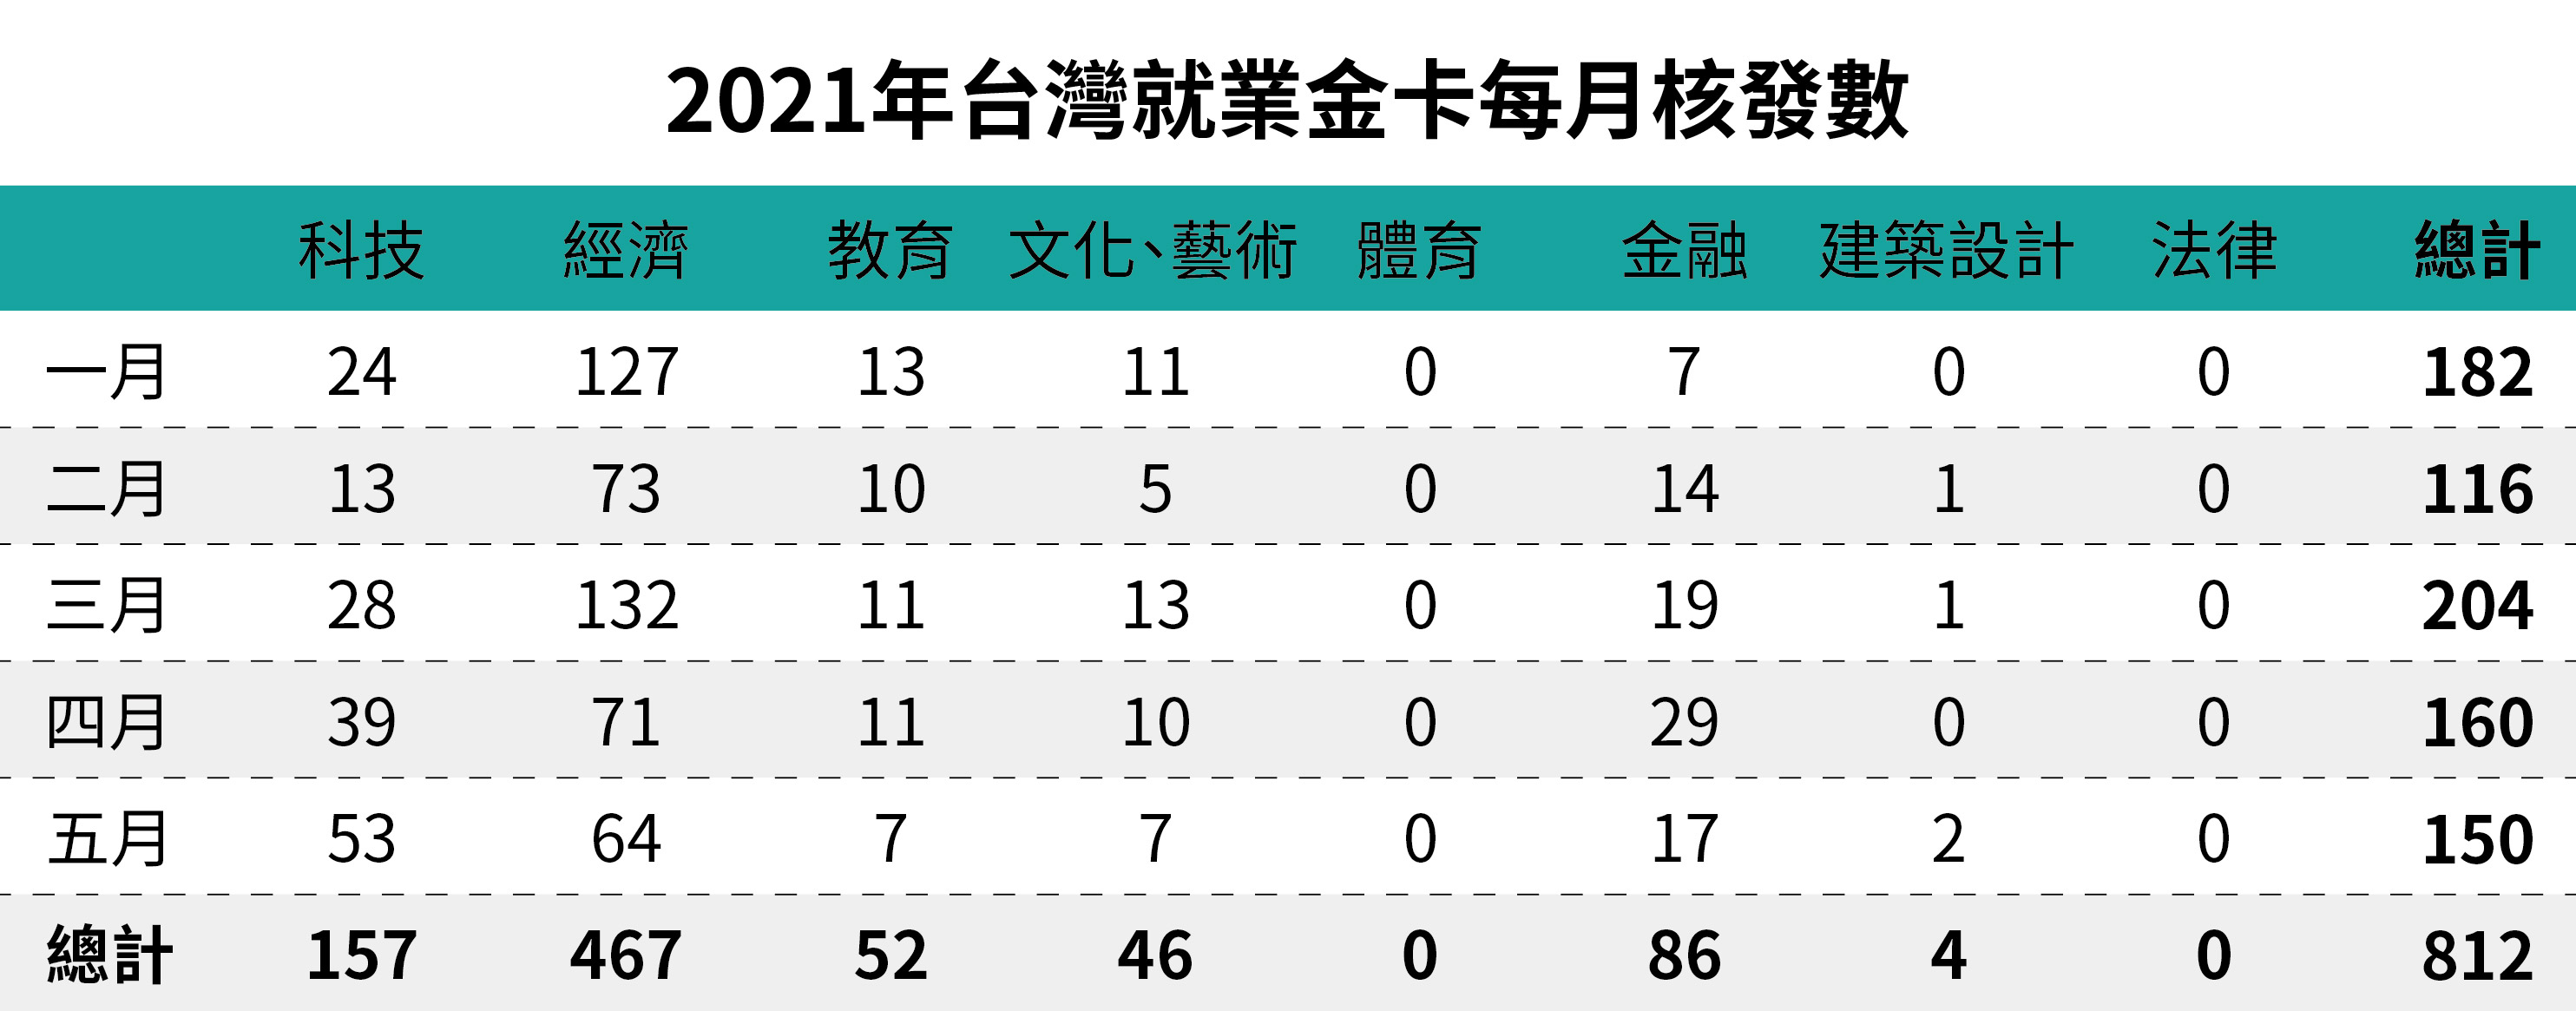 2021年台灣就業金卡每月核發數
科技 經濟 教育 文化、藝術 體育 金融 建築設計 法律 總計
一月 24 127 13 11 0 7 0 0 182
二月 13 73 10 5 0 14 1 0 116
三月 28 132 11 13 0 19 1 0 204
四月 39 71 11 10 0 29 0 0 160
五月 53 64 7 7 0 17 2 0 150
總計 157 467 52 46 0 86 4 0 812